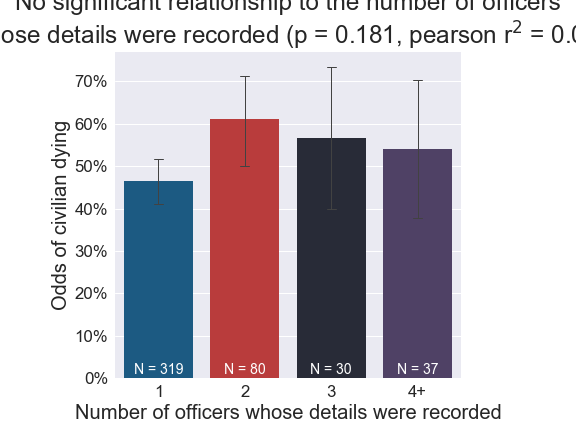 No significant relationship to the number of officers
ose details were recorded (p = 0.181, pearson r² = 0.0
70%
60%
50%
40%
30%
20%
10%
0%
Odds of civilian dying
N = 319
N = 80
N = 30
N = 37
1
2
3
4+
Number of officers whose details were recorded